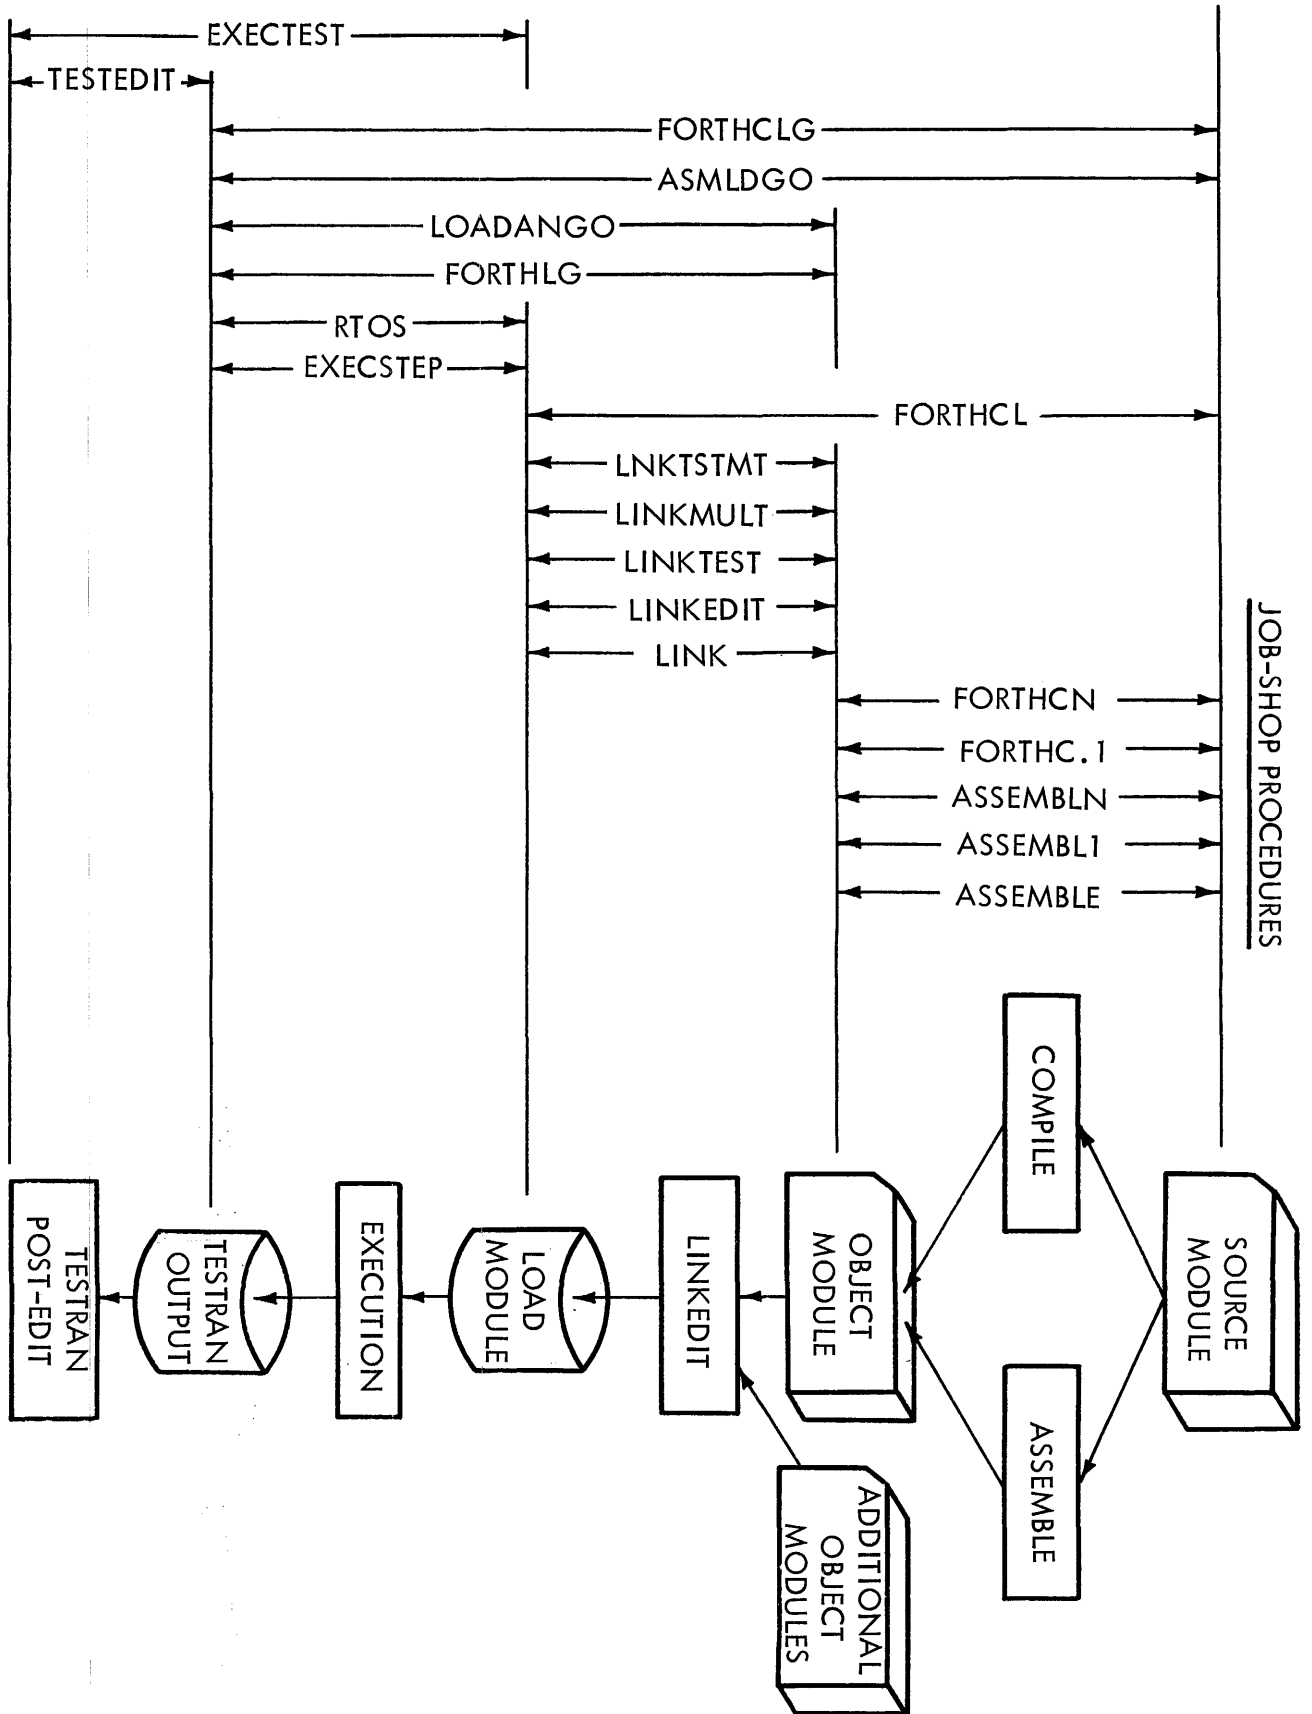 EXECTEST
TESTEDIT
FORTHCLG
ASMLDGO
LOADANGO
FORTHLG
RTOS
EXECSTEP
FORTHCL
LNKTSTMT
LINKMULT
LINKTEST
LINKEDIT
LINK
FORTHCN
FORTHC.1
ASSEMBLN
ASSEMBL1
ASSEMBLE
JOB-SHOP PROCEDURES
SOURCE
MODULE
COMPILE
ASSEMBLE
OBJECT
MODULE
ADDITIONAL
OBJECT
MODULES
LINKEDIT
LOAD
MODULE
EXECUTION
TESTRAN
OUTPUT
TESTRAN
POST-EDIT